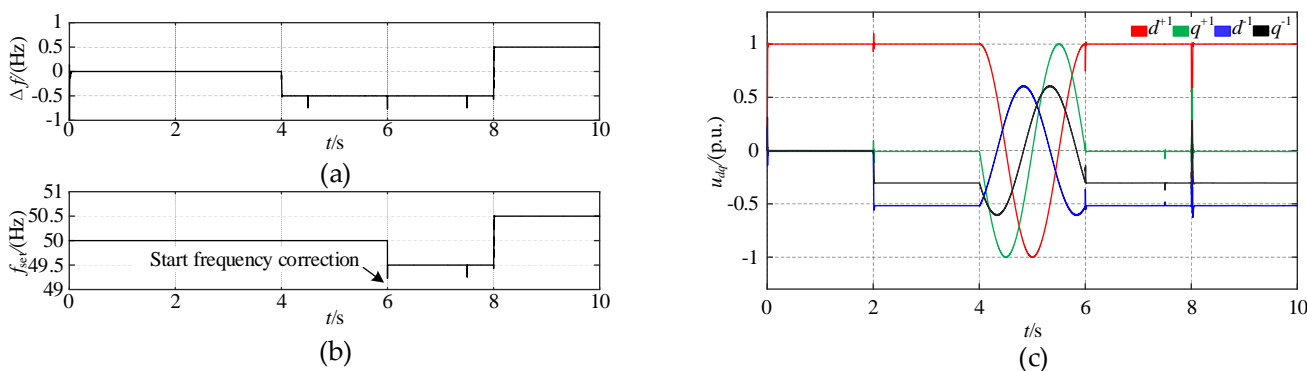 Δf/(Hz)
1
0.5
0
-0.5
-1
0 2 4 6 8 10
t/s
(a)
f_set/(Hz)
51
50.5
50
49.5
49
Start frequency correction
0 2 4 6 8 10
t/s
(b)
u_dq/(p.u.)
d⁺¹ q⁺¹ d⁻¹ q⁻¹
1
0.5
0
-0.5
-1
0 2 4 6 8 10
t/s
(c)